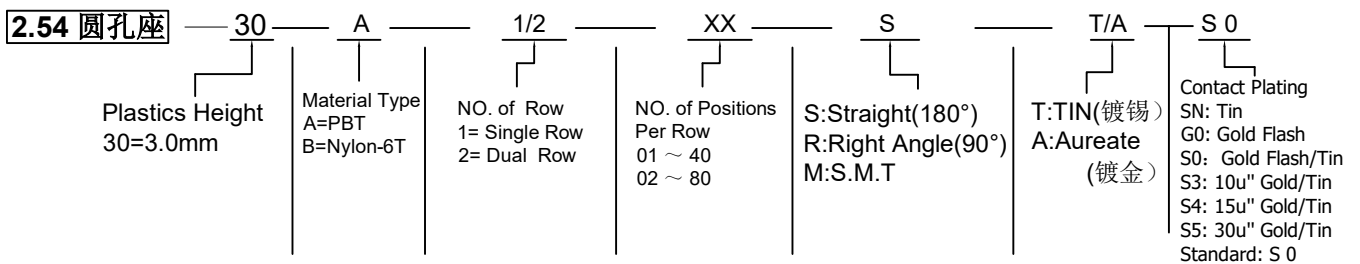 2.54 圆孔座 30 A 1/2 XX S T/A S 0
Plastics Height
30=3.0mm
Material Type
A=PBT
B=Nylon-6T
NO. of Row
1= Single Row
2= Dual Row
NO. of Positions
Per Row
01 ～ 40
02 ～ 80
S:Straight(180°)
R:Right Angle(90°)
M:S.M.T
T:TIN(镀锡）
A:Aureate
(镀金）
Contact Plating
SN: Tin
G0: Gold Flash
S0：Gold Flash/Tin
S3: 10u" Gold/Tin
S4: 15u" Gold/Tin
S5: 30u" Gold/Tin
Standard: S 0